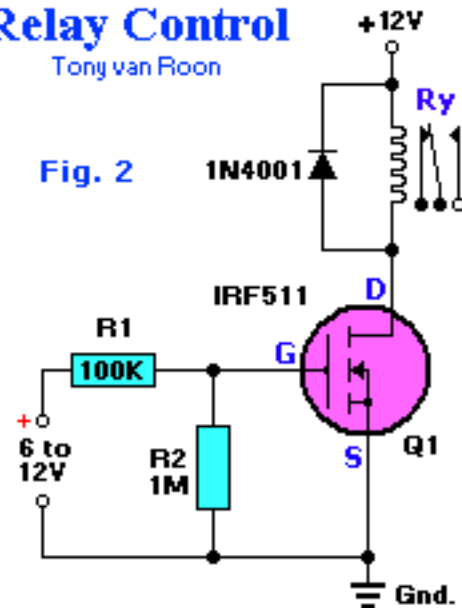 Relay Control
Tony van Roon
+12V
Ry
Fig. 2
1N4001
IRF511
D
R1
G
100K
+
6 to
12V
R2
1M
S
Q1
Gnd.